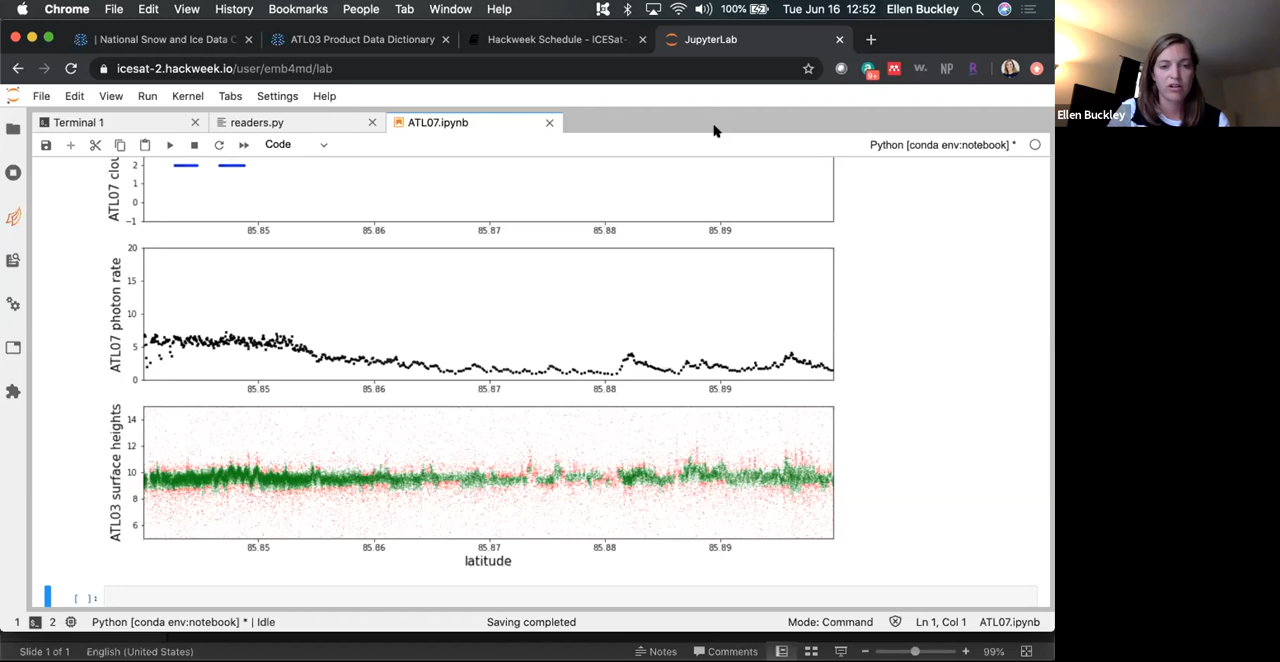 Chrome File Edit View History Bookmarks People Tab Window Help 100% Tue Jun 16 12:52 Ellen Buckley
| National Snow and Ice Data C ATL03 Product Data Dictionary Hackweek Schedule - ICESat- JupyterLab
icesat-2.hackweek.io/user/emb4md/lab 9+ w. NP R
File Edit View Run Kernel Tabs Settings Help
Ellen Buckley
Terminal 1 readers.py ATL07.ipynb
Code Python [conda env:notebook] *
ATL07 clou
2
1
0
−1
85.85 85.86 85.87 85.88 85.89
ATL07 photon rate
20
15
10
5
0
85.85 85.86 85.87 85.88 85.89
ATL03 surface heights
14
12
10
8
6
85.85 85.86 85.87 85.88 85.89
latitude
[ ]:
1 2 Python [conda env:notebook] * | Idle Saving completed Mode: Command Ln 1, Col 1 ATL07.ipynb
Slide 1 of 1 English (United States) Notes Comments 99%